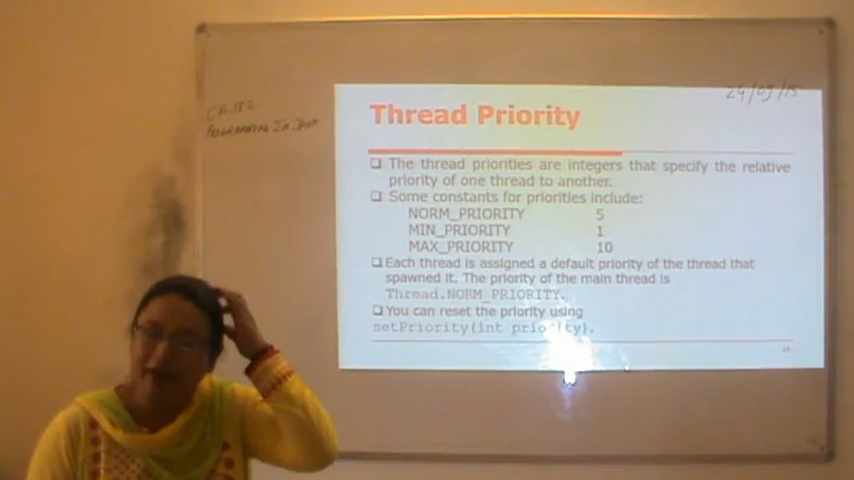 CA-382
PROGRAMMING IN JAVA
24/09/15
Thread Priority
❑ The thread priorities are integers that specify the relative
priority of one thread to another.
❑ Some constants for priorities include:
NORM_PRIORITY 5
MIN_PRIORITY 1
MAX_PRIORITY 10
❑ Each thread is assigned a default priority of the thread that
spawned it. The priority of the main thread is
Thread.NORM_PRIORITY.
❑ You can reset the priority using
setPriority(int priority).